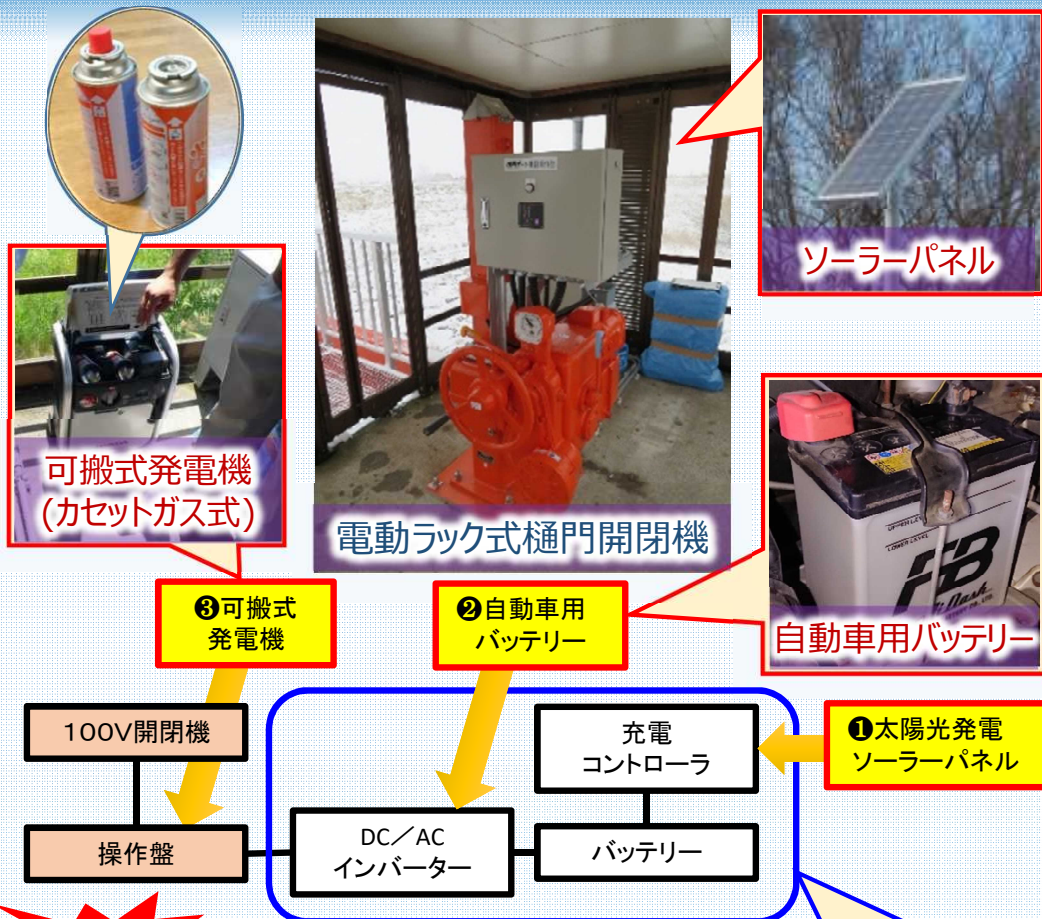 ソーラーパネル
可搬式発電機
(カセットガス式)
電動ラック式樋門開閉機
UPPER LEVEL
LOWER LEVEL
FB
自動車用バッテリー
❸可搬式
発電機
❷自動車用
バッテリー
❶太陽光発電
ソーラーパネル
100V開閉機
充電
コントローラ
操作盤
DC／AC
インバーター
バッテリー